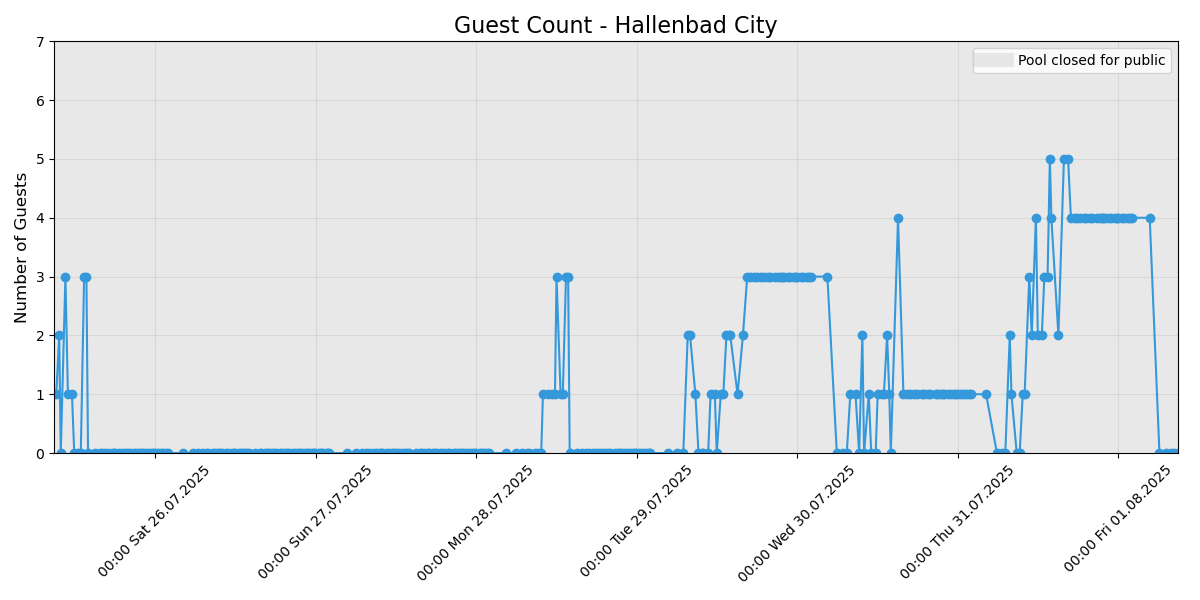 Guest Count - Hallenbad City
Pool closed for public
Number of Guests
7
6
5
4
3
2
1
0
00:00 Sat 26.07.2025
00:00 Sun 27.07.2025
00:00 Mon 28.07.2025
00:00 Tue 29.07.2025
00:00 Wed 30.07.2025
00:00 Thu 31.07.2025
00:00 Fri 01.08.2025